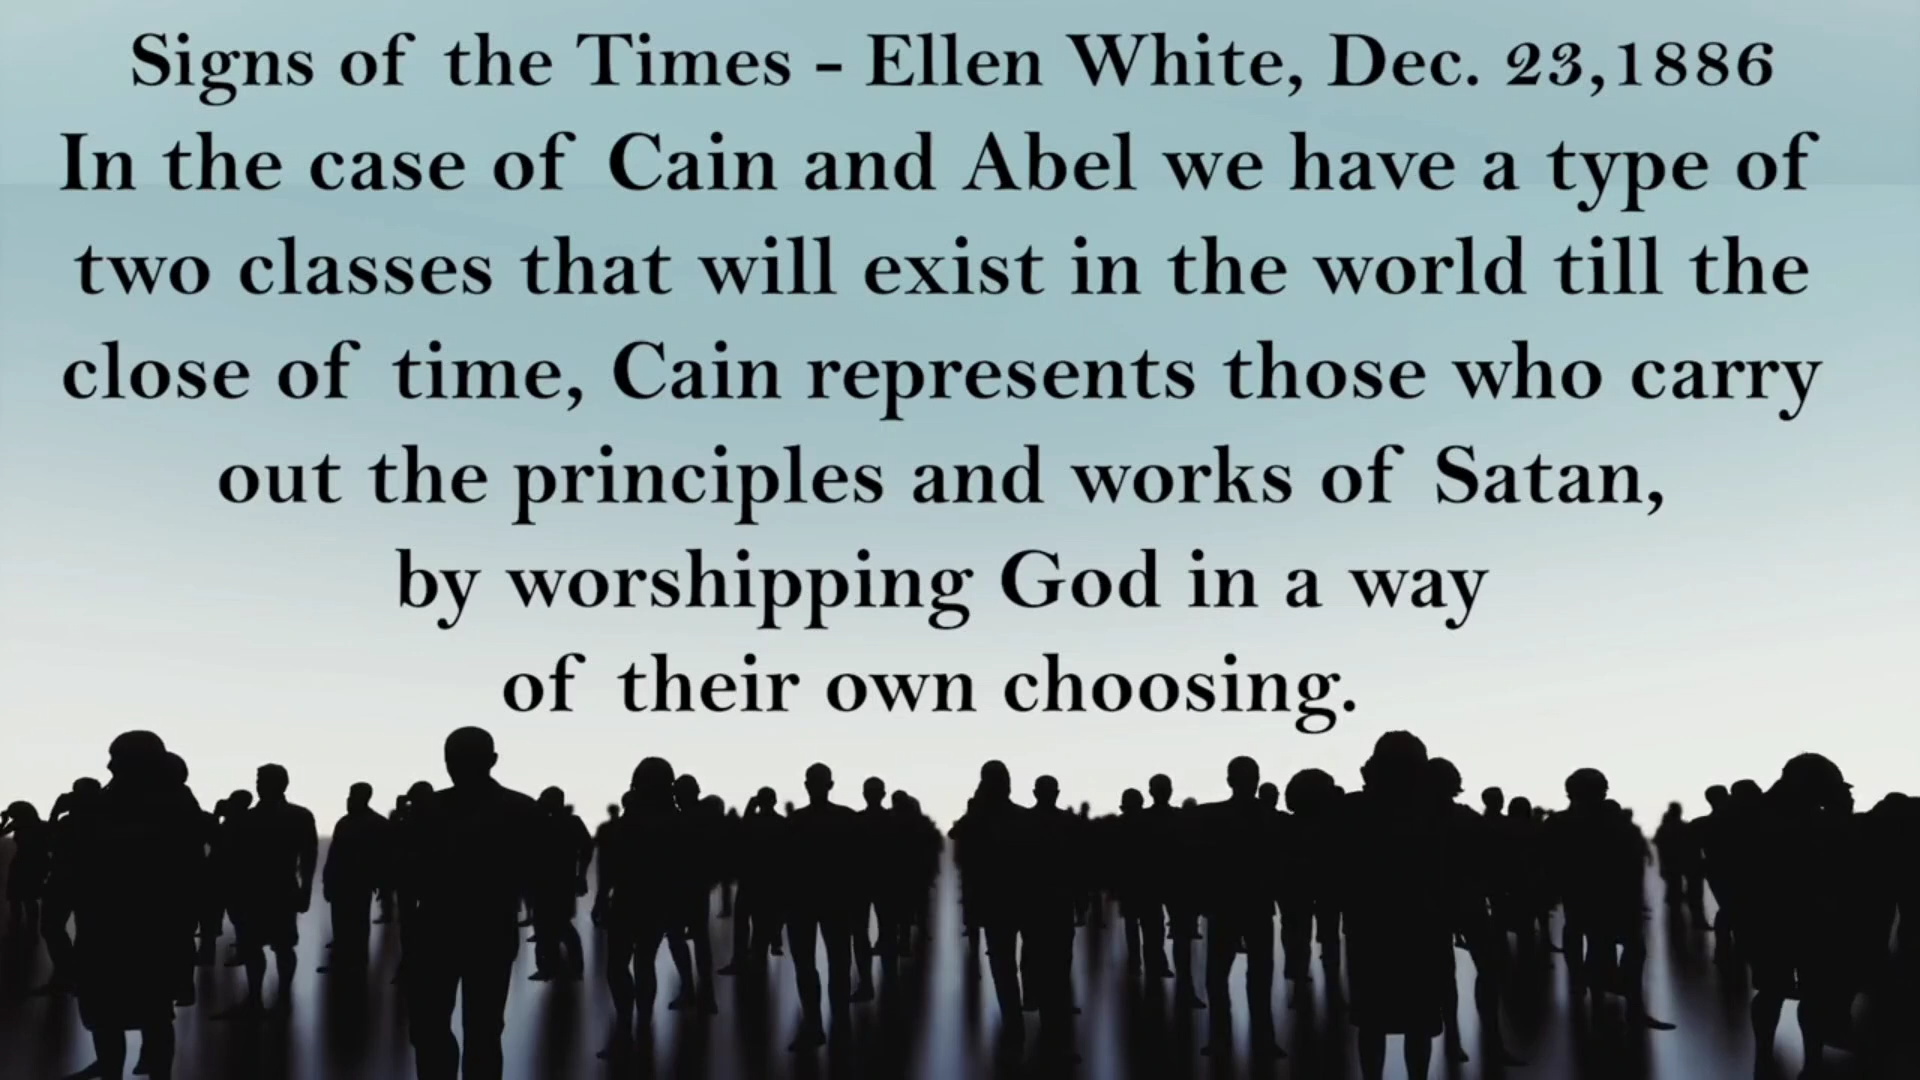 Signs of the Times - Ellen White, Dec. 23,1886
In the case of Cain and Abel we have a type of
two classes that will exist in the world till the
close of time, Cain represents those who carry
out the principles and works of Satan,
by worshipping God in a way
of their own choosing.